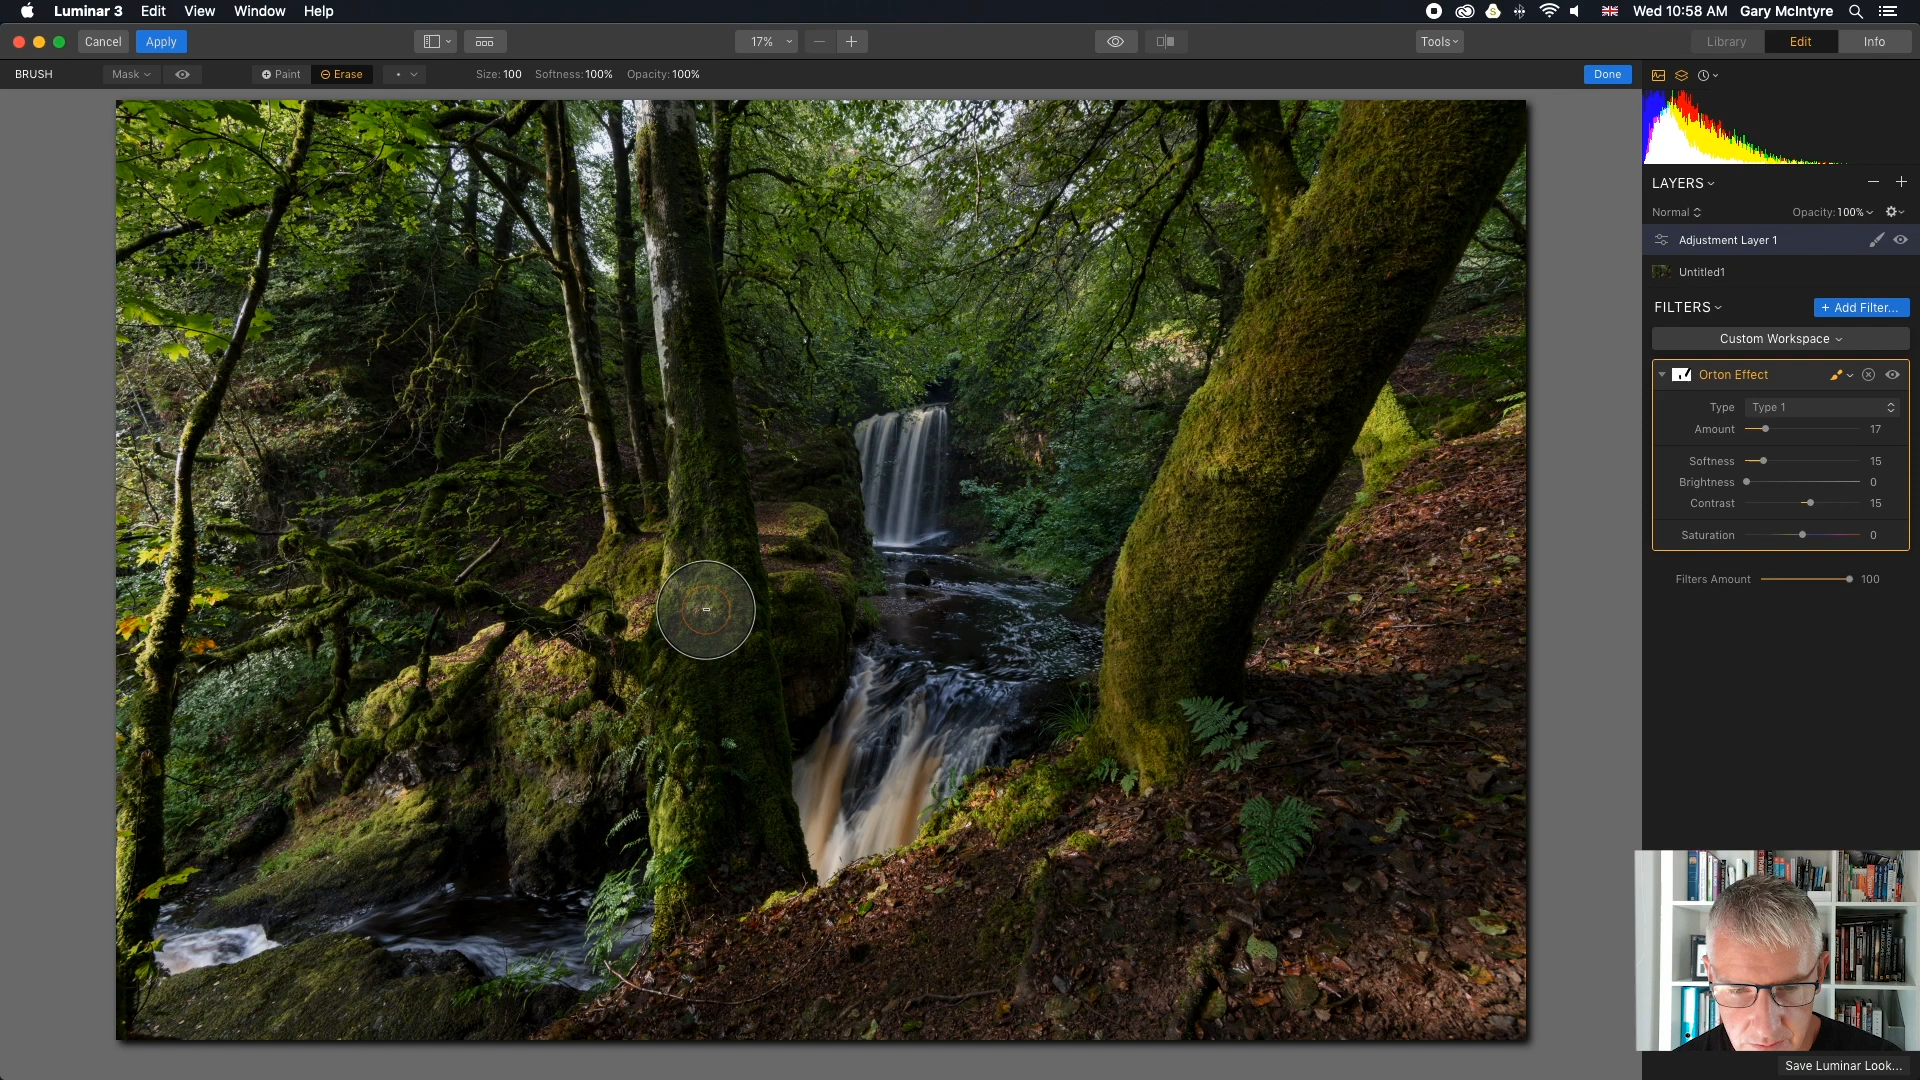 Luminar 3 Edit View Window Help Wed 10:58 AM Gary McIntyre
Cancel Apply 17% Tools Library Edit Info
BRUSH Mask Paint Erase Size: 100 Softness: 100% Opacity: 100% Done
LAYERS
Normal Opacity: 100%
Adjustment Layer 1
Untitled1
FILTERS + Add Filter...
Custom Workspace
Orton Effect
Type Type 1
Amount 17
Softness 15
Brightness 0
Contrast 15
Saturation 0
Filters Amount 100
Save Luminar Look...